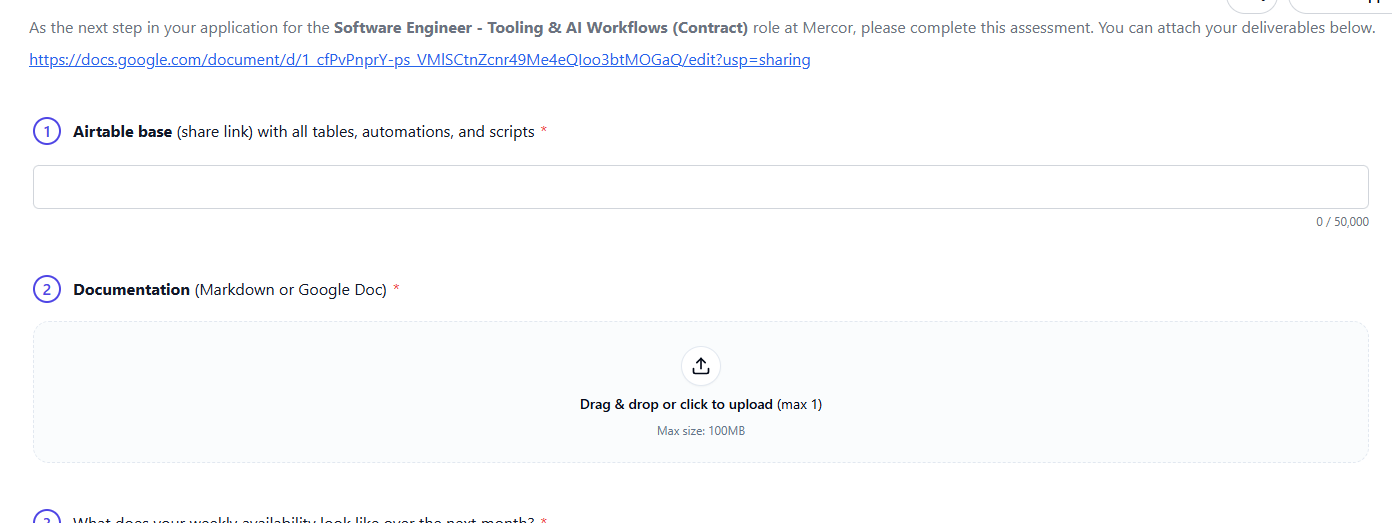 As the next step in your application for the Software Engineer - Tooling & AI Workflows (Contract) role at Mercor, please complete this assessment. You can attach your deliverables below.
https://docs.google.com/document/d/1_cfPvPnprY-ps_VMlSCtnZcnr49Me4eQloo3btMOGaQ/edit?usp=sharing
1 Airtable base (share link) with all tables, automations, and scripts *
0 / 50,000
2 Documentation (Markdown or Google Doc) *
Drag & drop or click to upload (max 1)
Max size: 100MB
3 What does your weekly availability look like over the next month? *